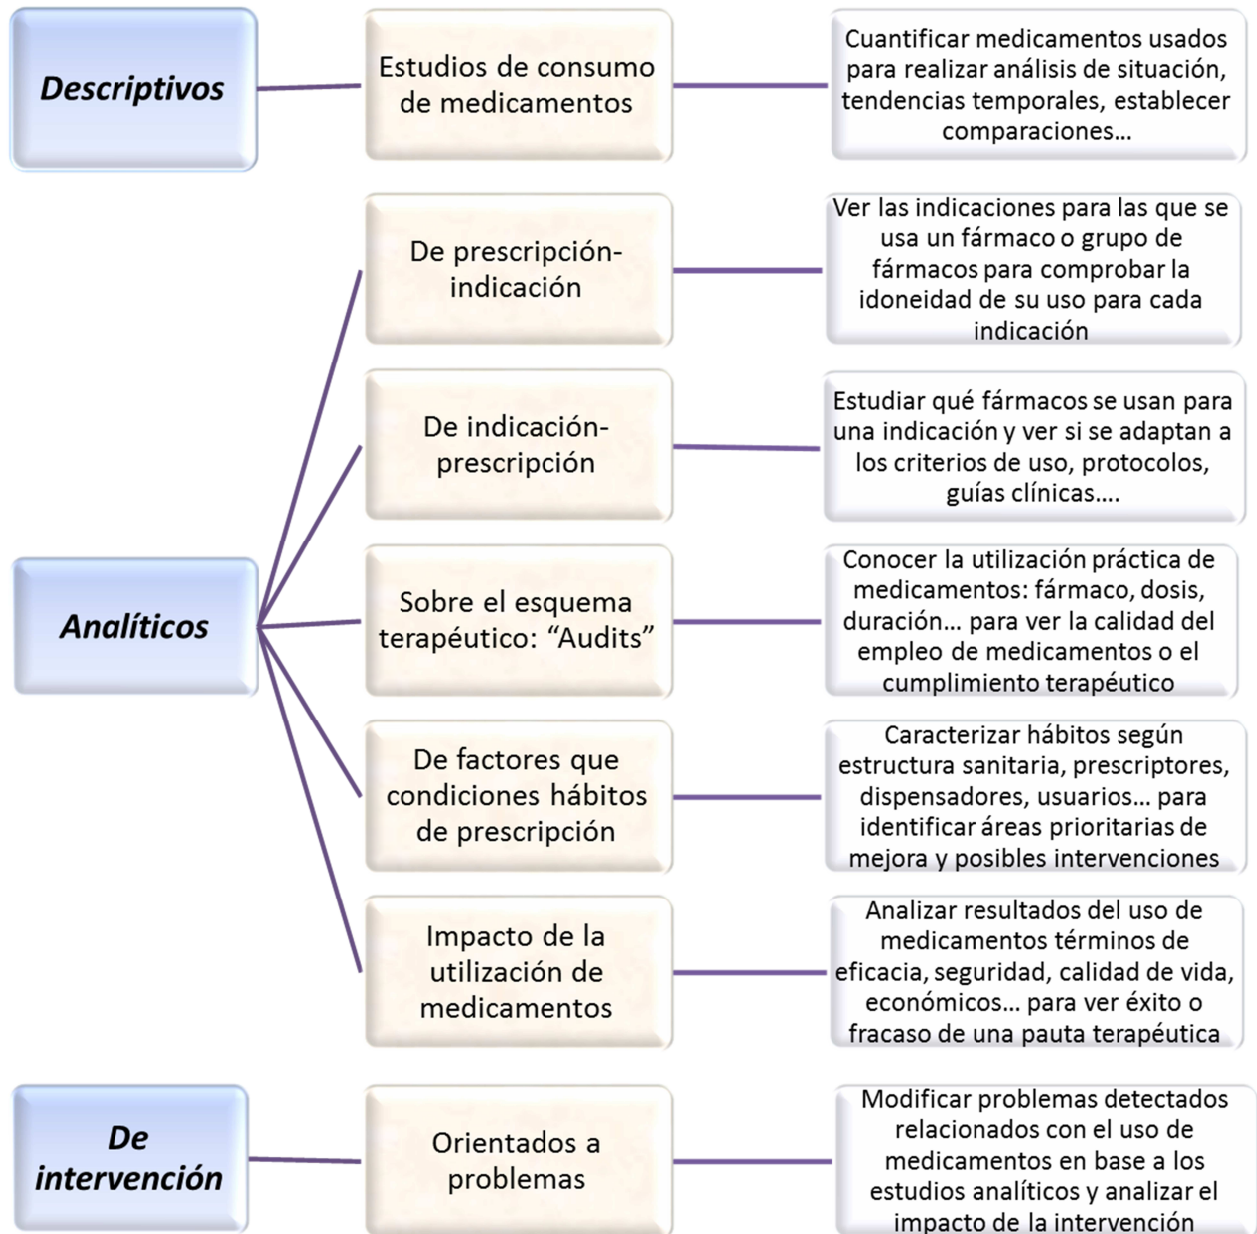 Descriptivos
Estudios de consumo
de medicamentos
Cuantificar medicamentos usados
para realizar análisis de situación,
tendencias temporales, establecer
comparaciones...
Analíticos
De prescripción-
indicación
Ver las indicaciones para las que se
usa un fármaco o grupo de
fármacos para comprobar la
idoneidad de su uso para cada
indicación
De indicación-
prescripción
Estudiar qué fármacos se usan para
una indicación y ver si se adaptan a
los criterios de uso, protocolos,
guías clínicas....
Sobre el esquema
terapéutico: “Audits”
Conocer la utilización práctica de
medicamentos: fármaco, dosis,
duración... para ver la calidad del
empleo de medicamentos o el
cumplimiento terapéutico
De factores que
condiciones hábitos
de prescripción
Caracterizar hábitos según
estructura sanitaria, prescriptores,
dispensadores, usuarios... para
identificar áreas prioritarias de
mejora y posibles intervenciones
Impacto de la
utilización de
medicamentos
Analizar resultados del uso de
medicamentos términos de
eficacia, seguridad, calidad de vida,
económicos... para ver éxito o
fracaso de una pauta terapéutica
De
intervención
Orientados a
problemas
Modificar problemas detectados
relacionados con el uso de
medicamentos en base a los
estudios analíticos y analizar el
impacto de la intervención